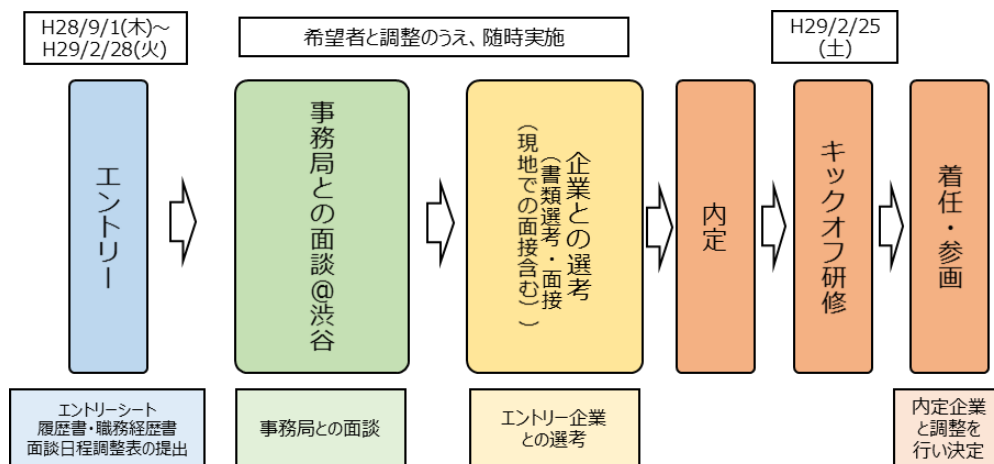 H28/9/1(木)～
H29/2/28(火)
希望者と調整のうえ、随時実施
H29/2/25
(土)
エントリー
事務局との面談@渋谷
企業との選考
（書類選考・面接
（現地での面接含む））
内定
キックオフ研修
着任・参画
エントリーシート
履歴書・職務経歴書
面談日程調整表の提出
事務局との面談
エントリー企業
との選考
内定企業
と調整を
行い決定